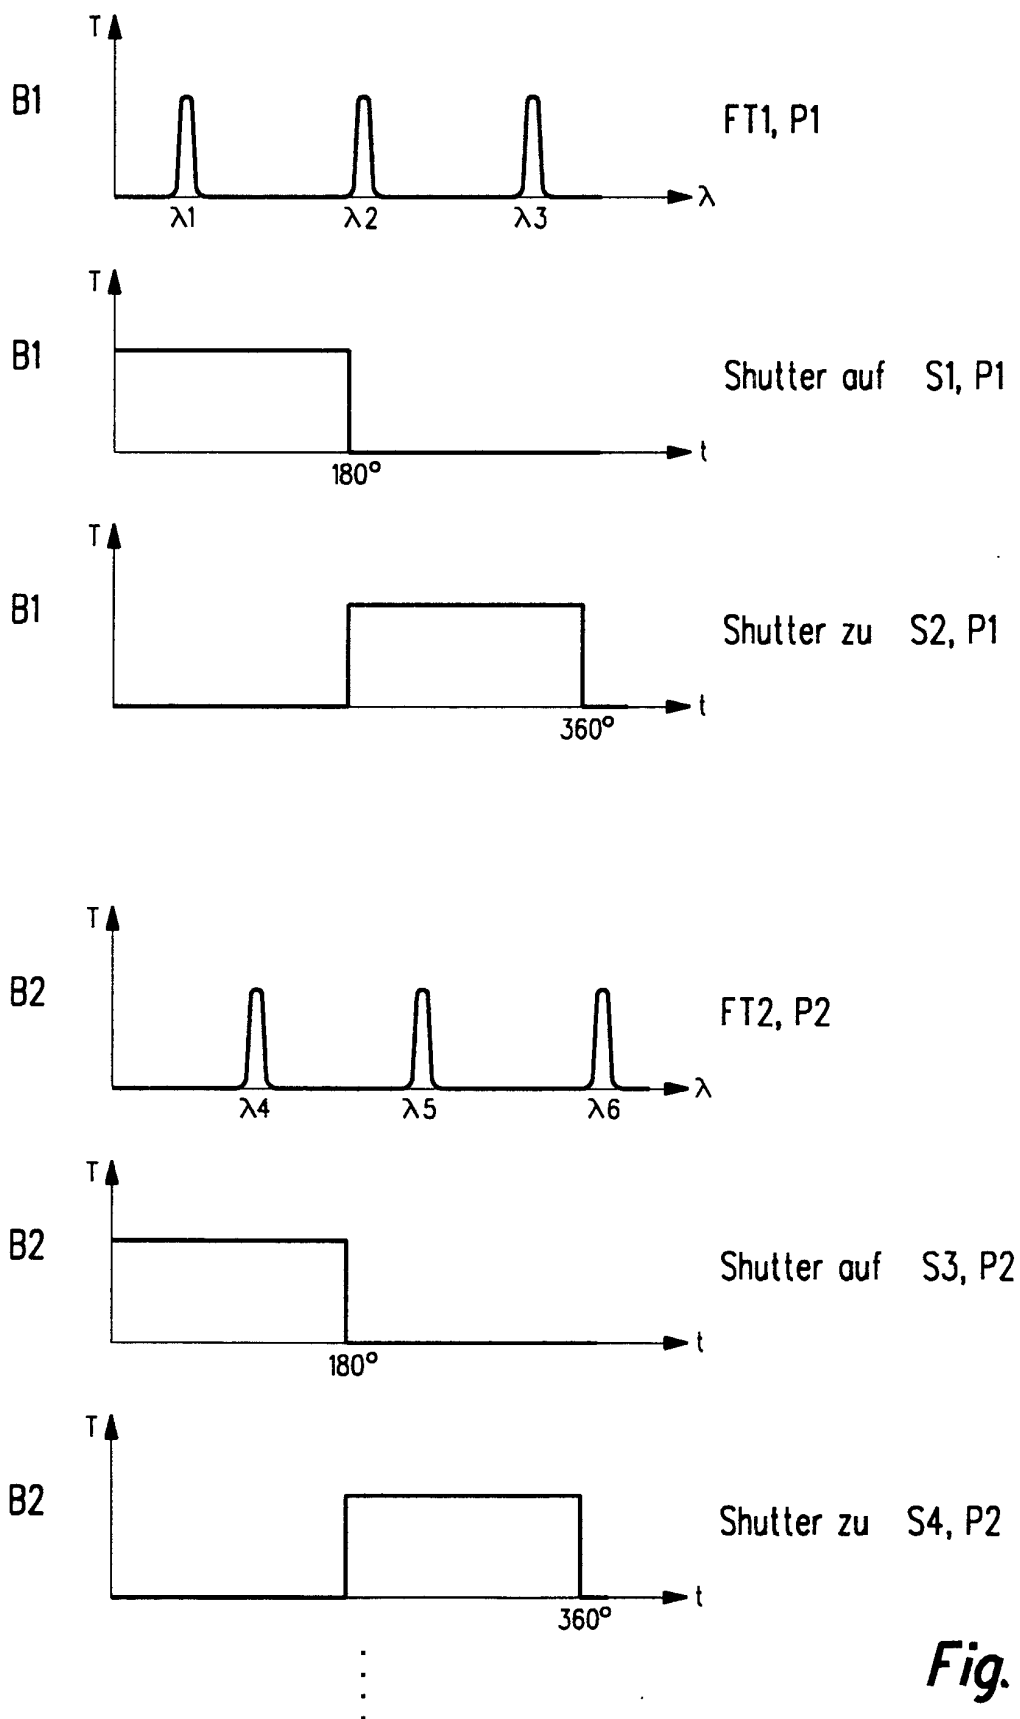 T
B1
FT1, P1
λ1 λ2 λ3 λ
T
B1
Shutter auf S1, P1
t
180°
T
B1
Shutter zu S2, P1
t
360°
T
B2
FT2, P2
λ4 λ5 λ6 λ
T
B2
Shutter auf S3, P2
t
180°
T
B2
Shutter zu S4, P2
t
360°
Fig.